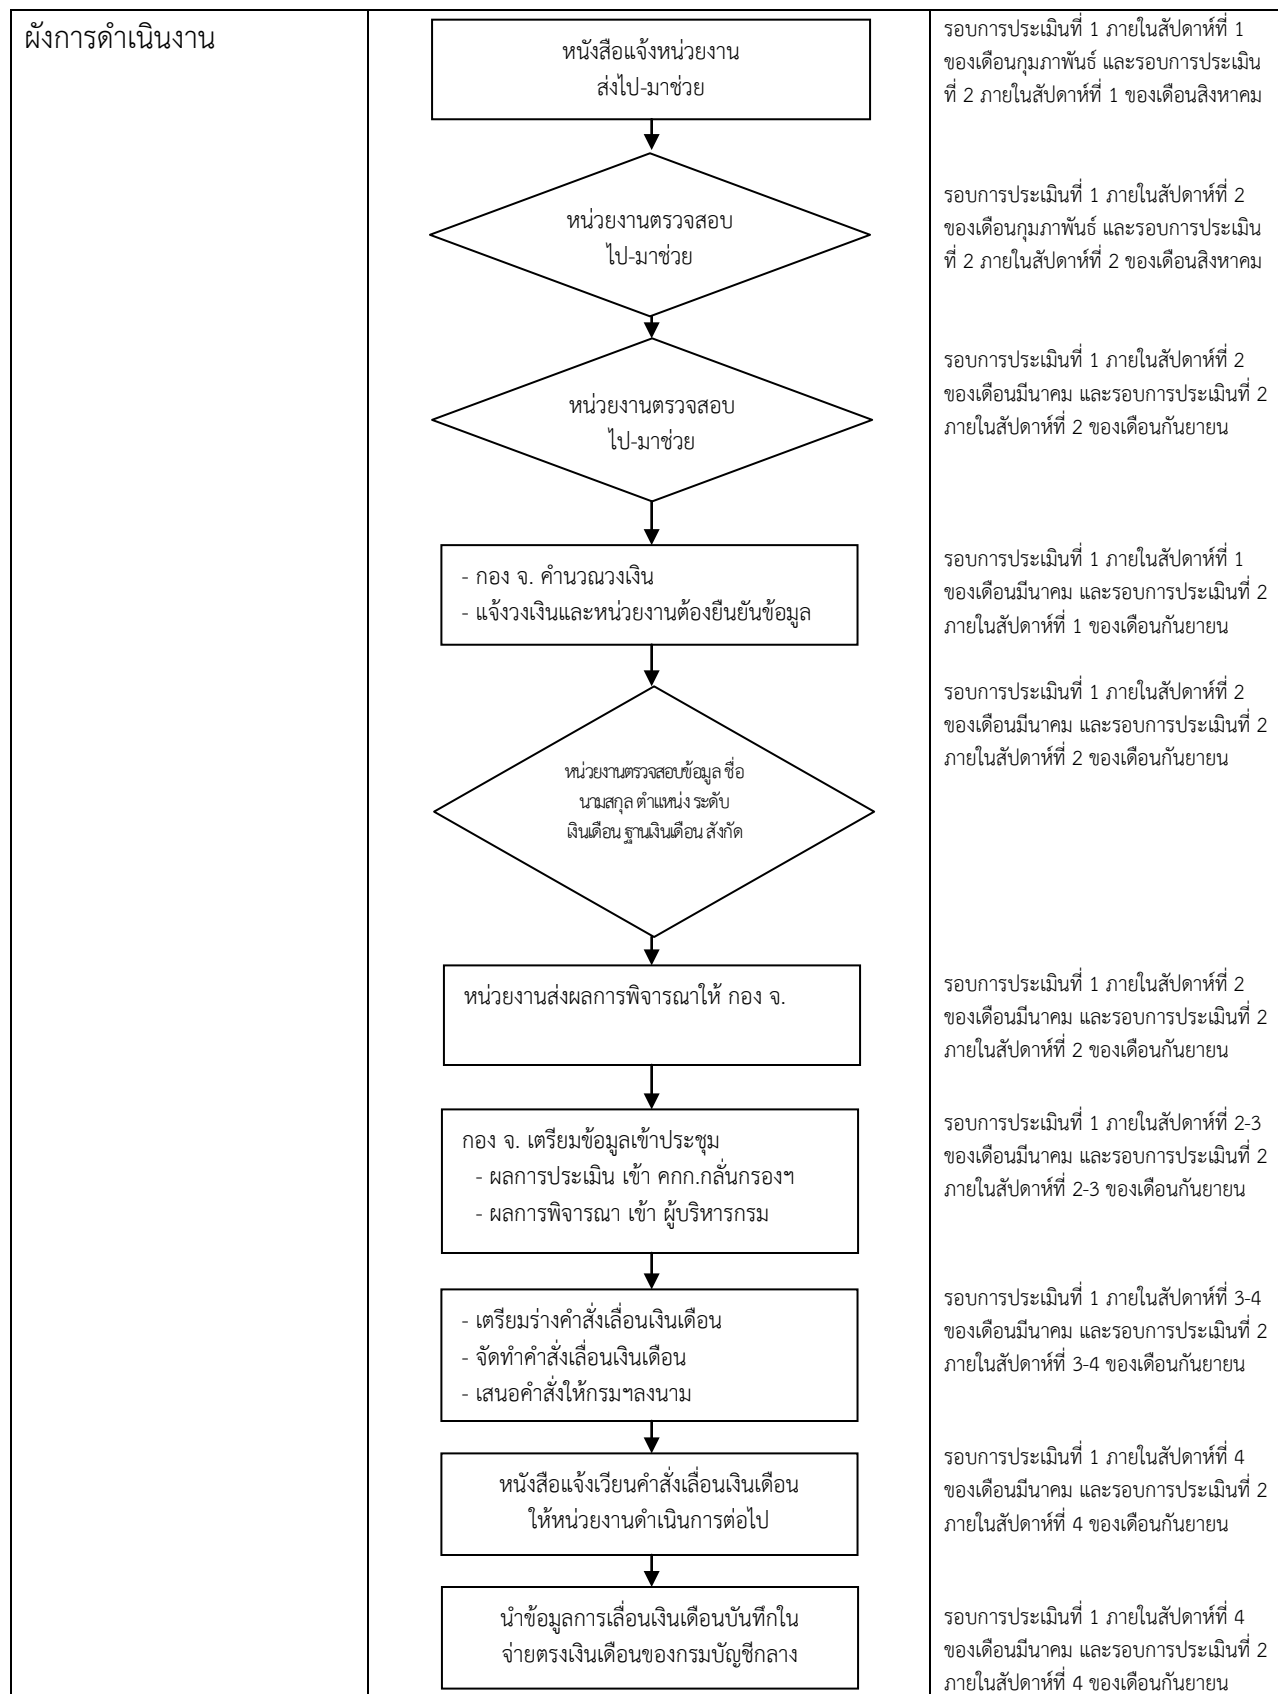 ผังการดำเนินงาน
หนังสือแจ้งหน่วยงาน
ส่งไป-มาช่วย
รอบการประเมินที่ 1 ภายในสัปดาห์ที่ 1
ของเดือนกุมภาพันธ์ และรอบการประเมิน
ที่ 2 ภายในสัปดาห์ที่ 1 ของเดือนสิงหาคม
หน่วยงานตรวจสอบ
ไป-มาช่วย
รอบการประเมินที่ 1 ภายในสัปดาห์ที่ 2
ของเดือนกุมภาพันธ์ และรอบการประเมิน
ที่ 2 ภายในสัปดาห์ที่ 2 ของเดือนสิงหาคม
หน่วยงานตรวจสอบ
ไป-มาช่วย
รอบการประเมินที่ 1 ภายในสัปดาห์ที่ 2
ของเดือนมีนาคม และรอบการประเมินที่ 2
ภายในสัปดาห์ที่ 2 ของเดือนกันยายน
- กอง จ. คำนวณวงเงิน
- แจ้งวงเงินและหน่วยงานต้องยืนยันข้อมูล
รอบการประเมินที่ 1 ภายในสัปดาห์ที่ 1
ของเดือนมีนาคม และรอบการประเมินที่ 2
ภายในสัปดาห์ที่ 1 ของเดือนกันยายน
หน่วยงานตรวจสอบข้อมูล ชื่อ
นามสกุล ตำแหน่ง ระดับ
เงินเดือน ฐานเงินเดือน สังกัด
รอบการประเมินที่ 1 ภายในสัปดาห์ที่ 2
ของเดือนมีนาคม และรอบการประเมินที่ 2
ภายในสัปดาห์ที่ 2 ของเดือนกันยายน
หน่วยงานส่งผลการพิจารณาให้ กอง จ.
รอบการประเมินที่ 1 ภายในสัปดาห์ที่ 2
ของเดือนมีนาคม และรอบการประเมินที่ 2
ภายในสัปดาห์ที่ 2 ของเดือนกันยายน
กอง จ. เตรียมข้อมูลเข้าประชุม
- ผลการประเมิน เข้า คกก.กลั่นกรองฯ
- ผลการพิจารณา เข้า ผู้บริหารกรม
รอบการประเมินที่ 1 ภายในสัปดาห์ที่ 2-3
ของเดือนมีนาคม และรอบการประเมินที่ 2
ภายในสัปดาห์ที่ 2-3 ของเดือนกันยายน
- เตรียมร่างคำสั่งเลื่อนเงินเดือน
- จัดทำคำสั่งเลื่อนเงินเดือน
- เสนอคำสั่งให้กรมฯลงนาม
รอบการประเมินที่ 1 ภายในสัปดาห์ที่ 3-4
ของเดือนมีนาคม และรอบการประเมินที่ 2
ภายในสัปดาห์ที่ 3-4 ของเดือนกันยายน
หนังสือแจ้งเวียนคำสั่งเลื่อนเงินเดือน
ให้หน่วยงานดำเนินการต่อไป
รอบการประเมินที่ 1 ภายในสัปดาห์ที่ 4
ของเดือนมีนาคม และรอบการประเมินที่ 2
ภายในสัปดาห์ที่ 4 ของเดือนกันยายน
นำข้อมูลการเลื่อนเงินเดือนบันทึกใน
จ่ายตรงเงินเดือนของกรมบัญชีกลาง
รอบการประเมินที่ 1 ภายในสัปดาห์ที่ 4
ของเดือนมีนาคม และรอบการประเมินที่ 2
ภายในสัปดาห์ที่ 4 ของเดือนกันยายน